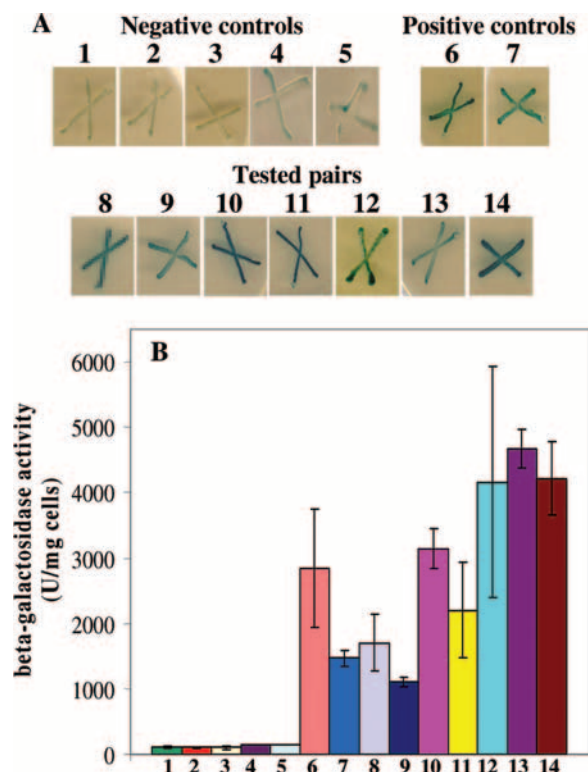 A
Negative controls
Positive controls
1 2 3 4 5 6 7
Tested pairs
8 9 10 11 12 13 14
B
beta-galactosidase activity
(U/mg cells)
6000
5000
4000
3000
2000
1000
0
1 2 3 4 5 6 7 8 9 10 11 12 13 14